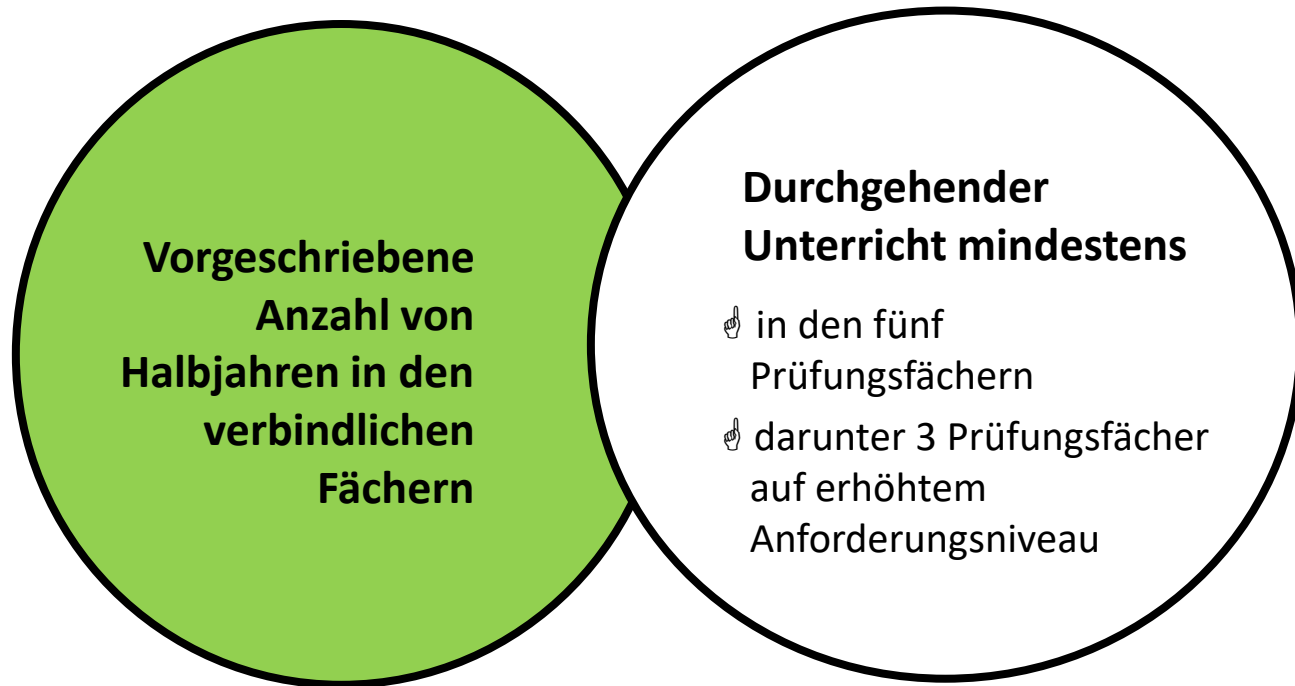 Vorgeschriebene
Anzahl von
Halbjahren in den
verbindlichen
Fächern
Durchgehender
Unterricht mindestens
☝ in den fünf
Prüfungsfächern
☝ darunter 3 Prüfungsfächer
auf erhöhtem
Anforderungsniveau